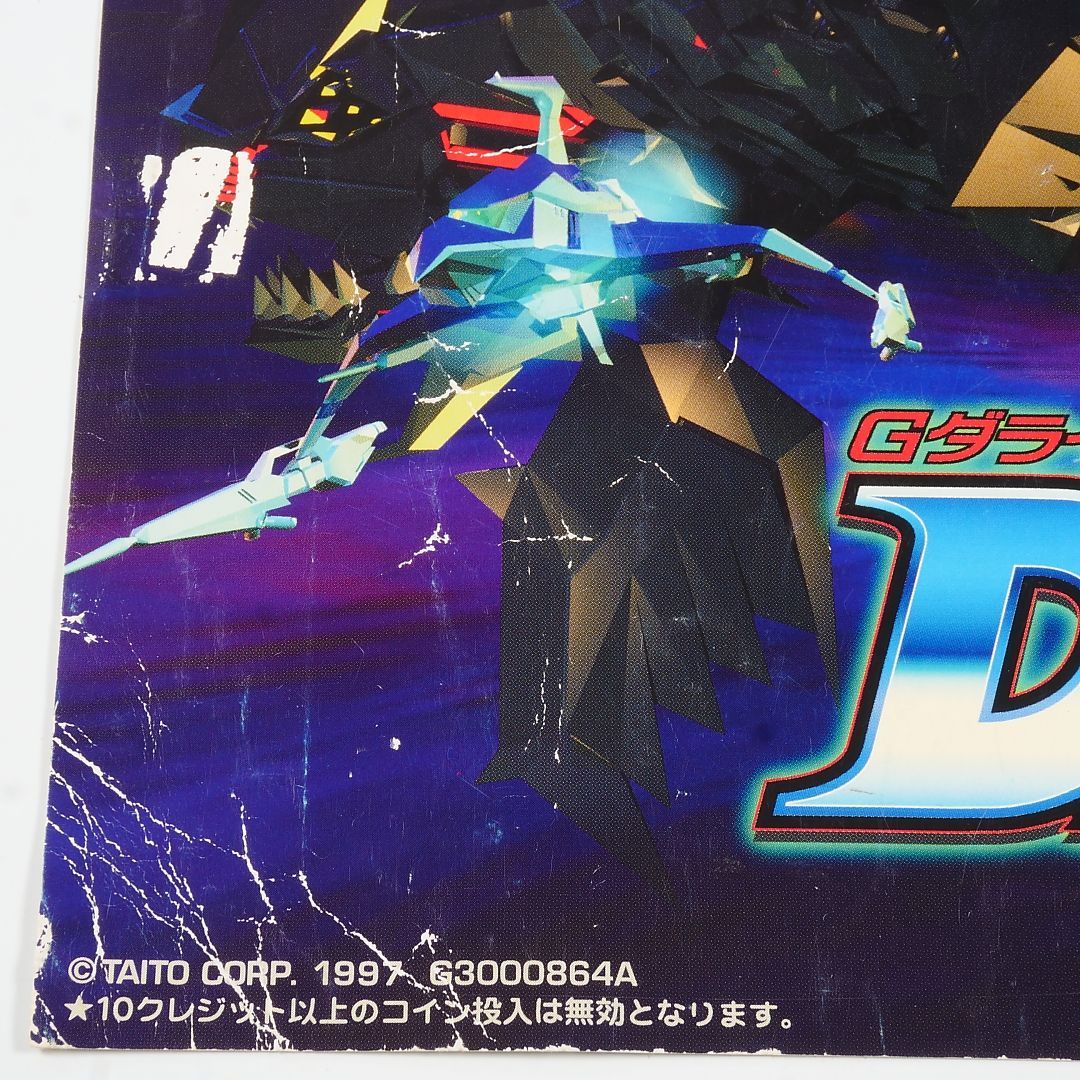 Gダライ
D
©TAITO CORP. 1997 G3000864A
★10クレジット以上のコイン投入は無効となります。